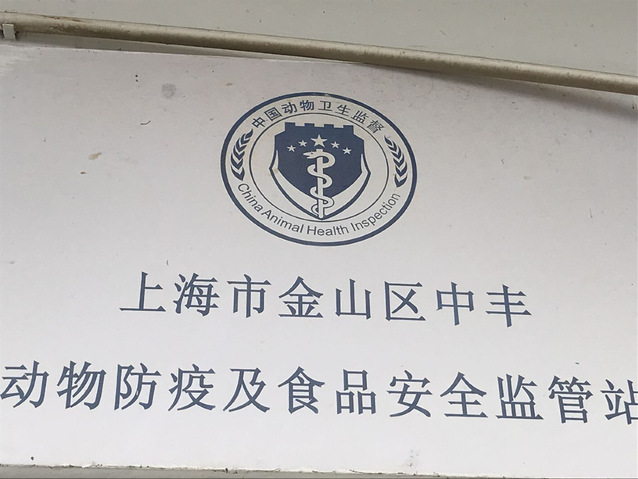 中国动物卫生监督
China Animal Health Inspection
上海市金山区中丰
动物防疫及食品安全监管站